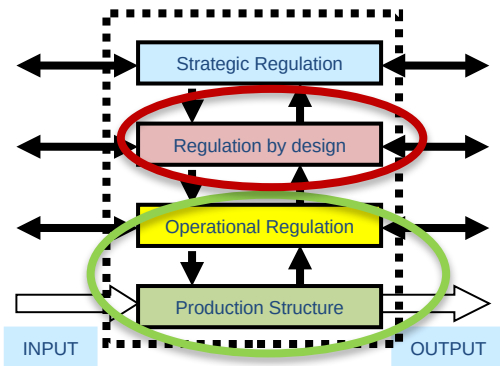 Strategic Regulation
Regulation by design
Operational Regulation
Production Structure
INPUT
OUTPUT